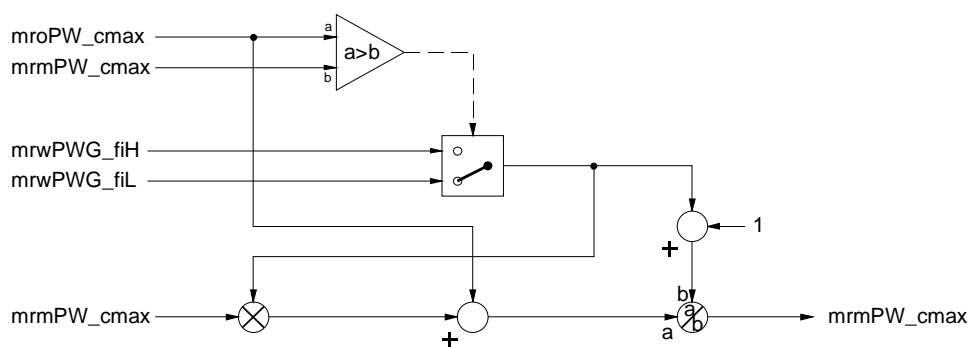 mroPW_cmax
a
a>b
mrmPW_cmax
b
mrwPWG_fiH
mrwPWG_fiL
1
+
b
a
b
mrmPW_cmax
mrmPW_cmax
+
a